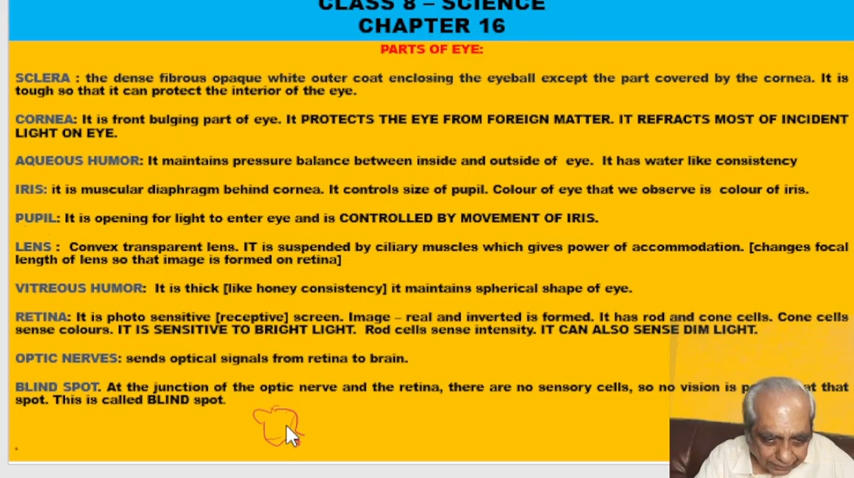 CLASS 8 – SCIENCE
CHAPTER 16
PARTS OF EYE:
SCLERA : the dense fibrous opaque white outer coat enclosing the eyeball except the part covered by the cornea. It is
tough so that it can protect the interior of the eye.
CORNEA: It is front bulging part of eye. It PROTECTS THE EYE FROM FOREIGN MATTER. IT REFRACTS MOST OF INCIDENT
LIGHT ON EYE.
AQUEOUS HUMOR: It maintains pressure balance between inside and outside of eye. It has water like consistency
IRIS: it is muscular diaphragm behind cornea. It controls size of pupil. Colour of eye that we observe is colour of iris.
PUPIL: It is opening for light to enter eye and is CONTROLLED BY MOVEMENT OF IRIS.
LENS : Convex transparent lens. IT is suspended by ciliary muscles which gives power of accommodation. [changes focal
length of lens so that image is formed on retina]
VITREOUS HUMOR: It is thick [like honey consistency] it maintains spherical shape of eye.
RETINA: It is photo sensitive [receptive] screen. Image – real and inverted is formed. It has rod and cone cells. Cone cells
sense colours. IT IS SENSITIVE TO BRIGHT LIGHT. Rod cells sense intensity. IT CAN ALSO SENSE DIM LIGHT.
OPTIC NERVES: sends optical signals from retina to brain.
BLIND SPOT. At the junction of the optic nerve and the retina, there are no sensory cells, so no vision is at that
spot. This is called BLIND spot.